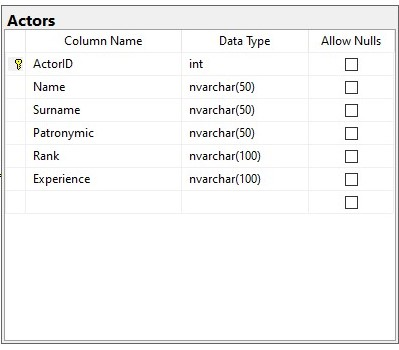 Actors
Column Name Data Type Allow Nulls
ActorID int
Name nvarchar(50)
Surname nvarchar(50)
Patronymic nvarchar(50)
Rank nvarchar(100)
Experience nvarchar(100)